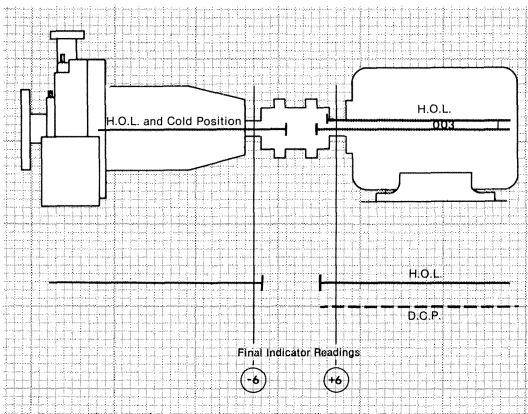 H.O.L.
H.O.L. and Cold Position
.003
H.O.L.
D.C.P.
Final Indicator Readings
-6
+6